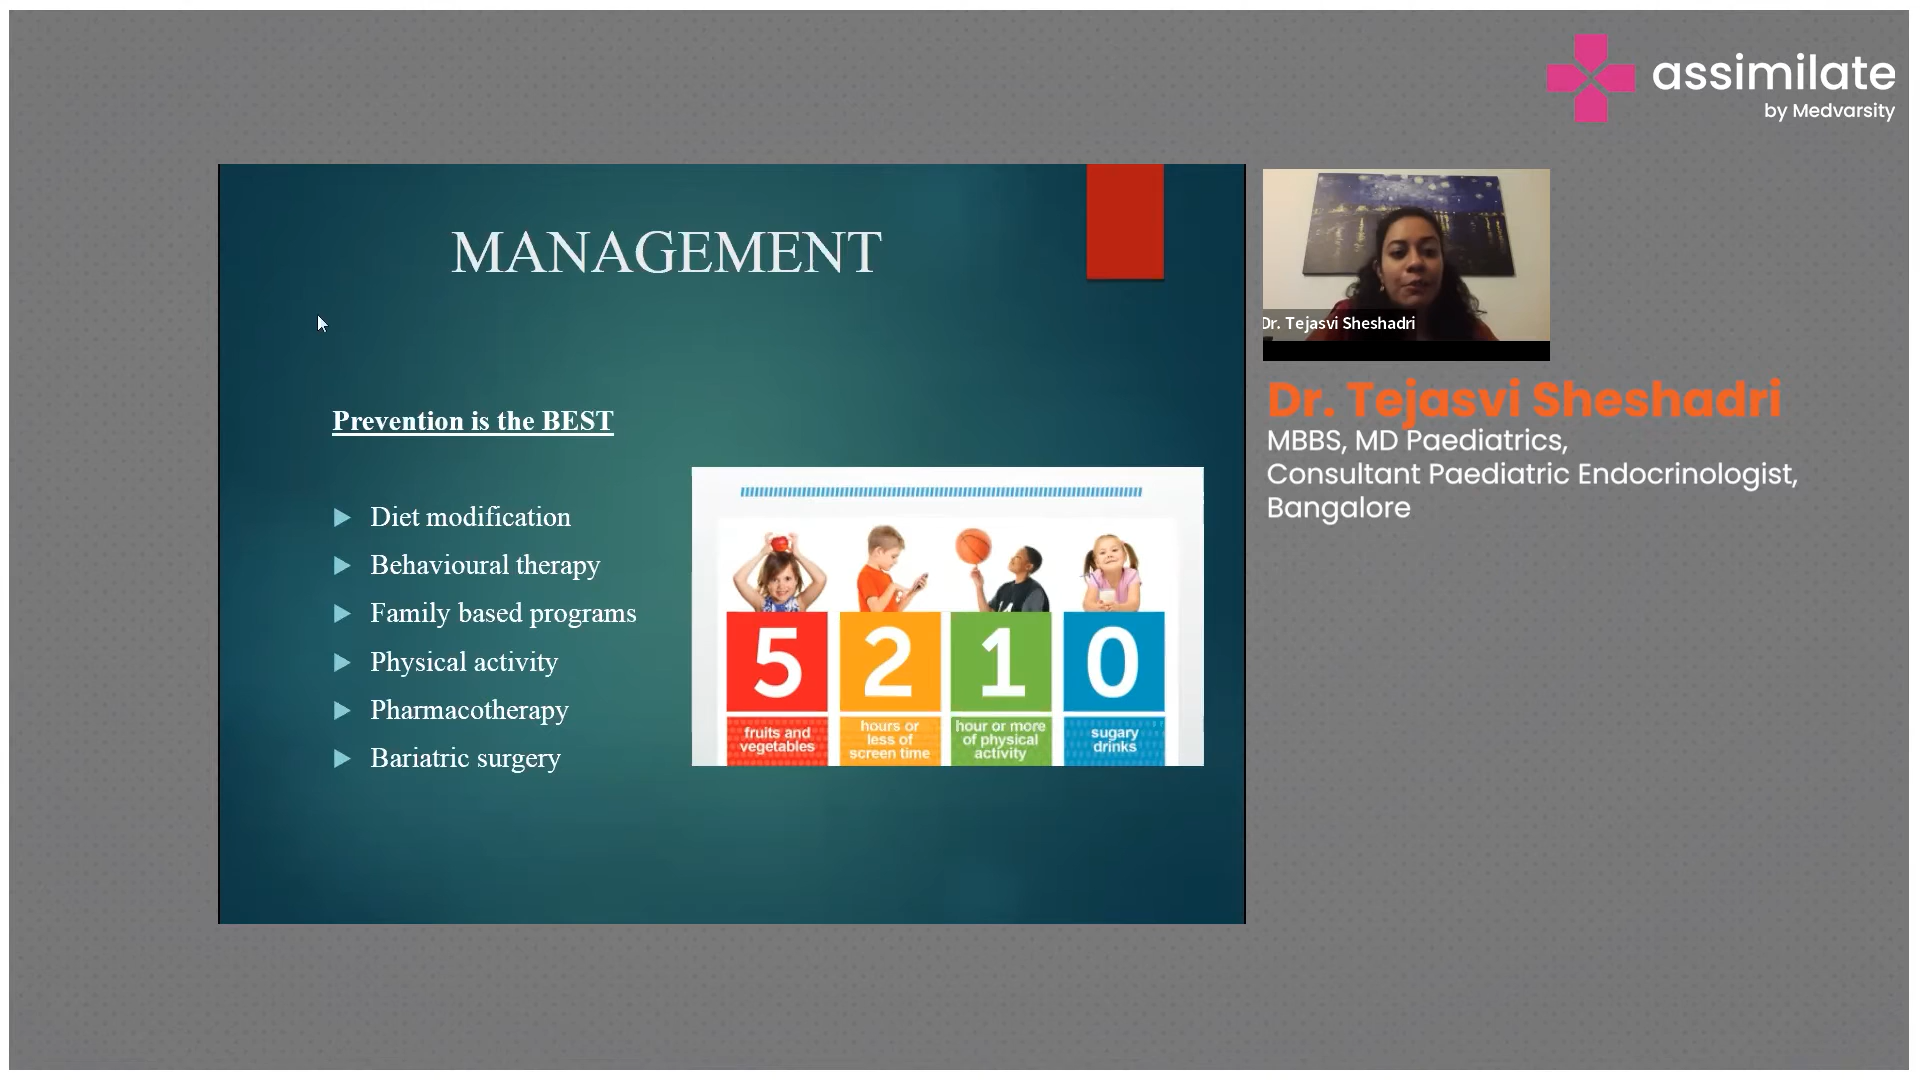 assimilate
by Medvarsity
MANAGEMENT
Prevention is the BEST
Diet modification
Behavioural therapy
Family based programs
Physical activity
Pharmacotherapy
Bariatric surgery
5
fruits and
vegetables
2
hours or
less of
screen time
1
hour or more
of physical
activity
0
sugary
drinks
Dr. Tejasvi Sheshadri
Dr. Tejasvi Sheshadri
MBBS, MD Paediatrics,
Consultant Paediatric Endocrinologist,
Bangalore